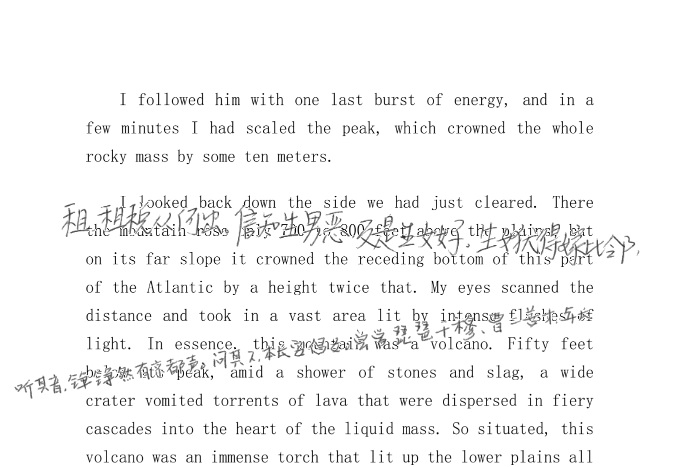 I followed him with one last burst of energy, and in a
few minutes I had scaled the peak, which crowned the whole
rocky mass by some ten meters.
I looked back down the side we had just cleared. There
the mountain rose only 700 to 800 feet above the plains; but
租,租税从何出。信知生男恶,反是生女好。生女犹得嫁比邻,
on its far slope it crowned the receding bottom of this part
of the Atlantic by a height twice that. My eyes scanned the
distance and took in a vast area lit by intense flashes of
light. In essence, this mountain was a volcano. Fifty feet
听其音,铮铮然有京都声。问其人,本长安倡女,尝学琵琶于穆、曹二善才,年
below its peak, amid a shower of stones and slag, a wide
crater vomited torrents of lava that were dispersed in fiery
cascades into the heart of the liquid mass. So situated, this
volcano was an immense torch that lit up the lower plains all